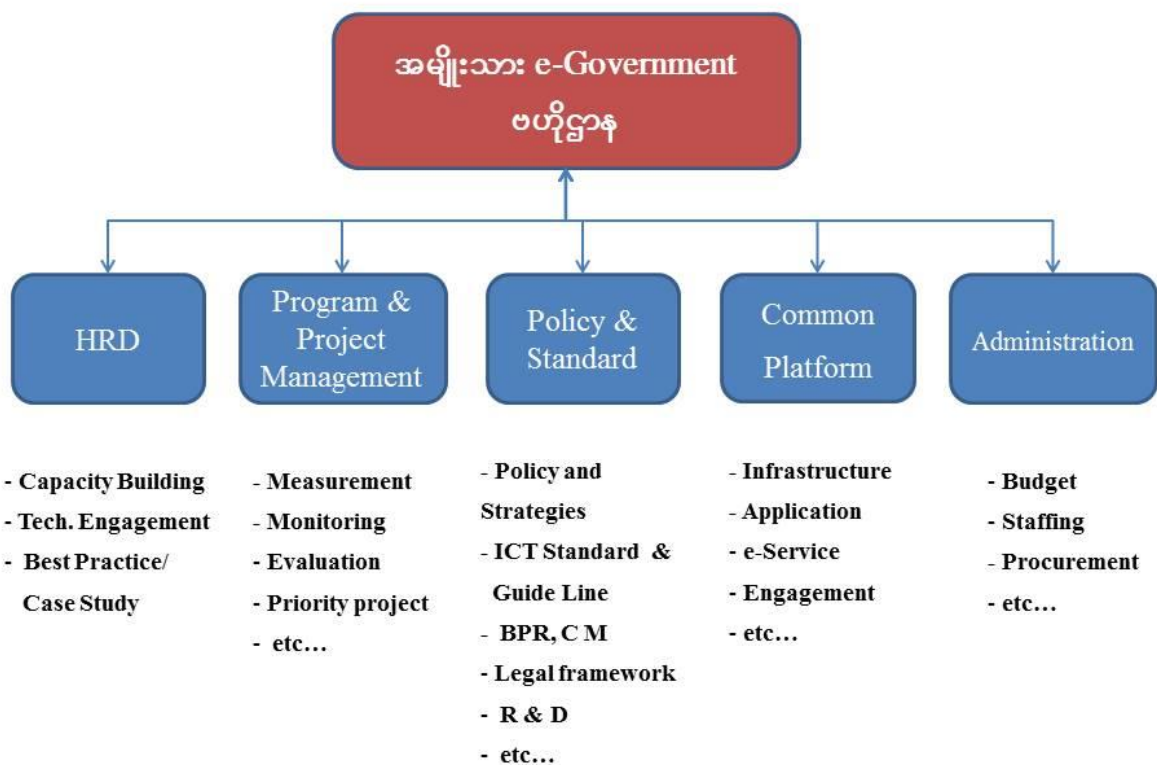 အမျိုးသား e-Government
ဗဟိုဌာန
HRD
Program &
Project
Management
Policy &
Standard
Common
Platform
Administration
- Capacity Building
- Tech. Engagement
- Best Practice/
Case Study
- Measurement
- Monitoring
- Evaluation
- Priority project
- etc…
- Policy and
Strategies
- ICT Standard &
Guide Line
- BPR, C M
- Legal framework
- R & D
- etc…
- Infrastructure
- Application
- e-Service
- Engagement
- etc…
- Budget
- Staffing
- Procurement
- etc…